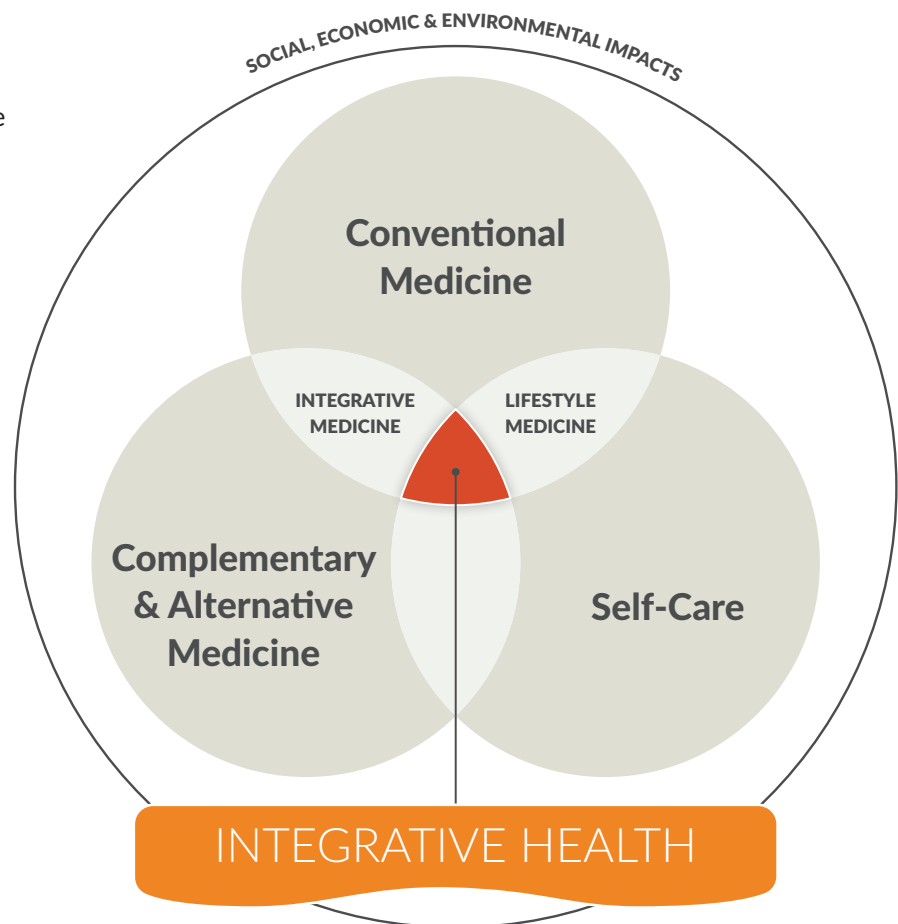 SOCIAL, ECONOMIC & ENVIRONMENTAL IMPACTS
e
Conventional
Medicine
INTEGRATIVE
MEDICINE
LIFESTYLE
MEDICINE
Complementary
& Alternative
Medicine
Self-Care
INTEGRATIVE HEALTH